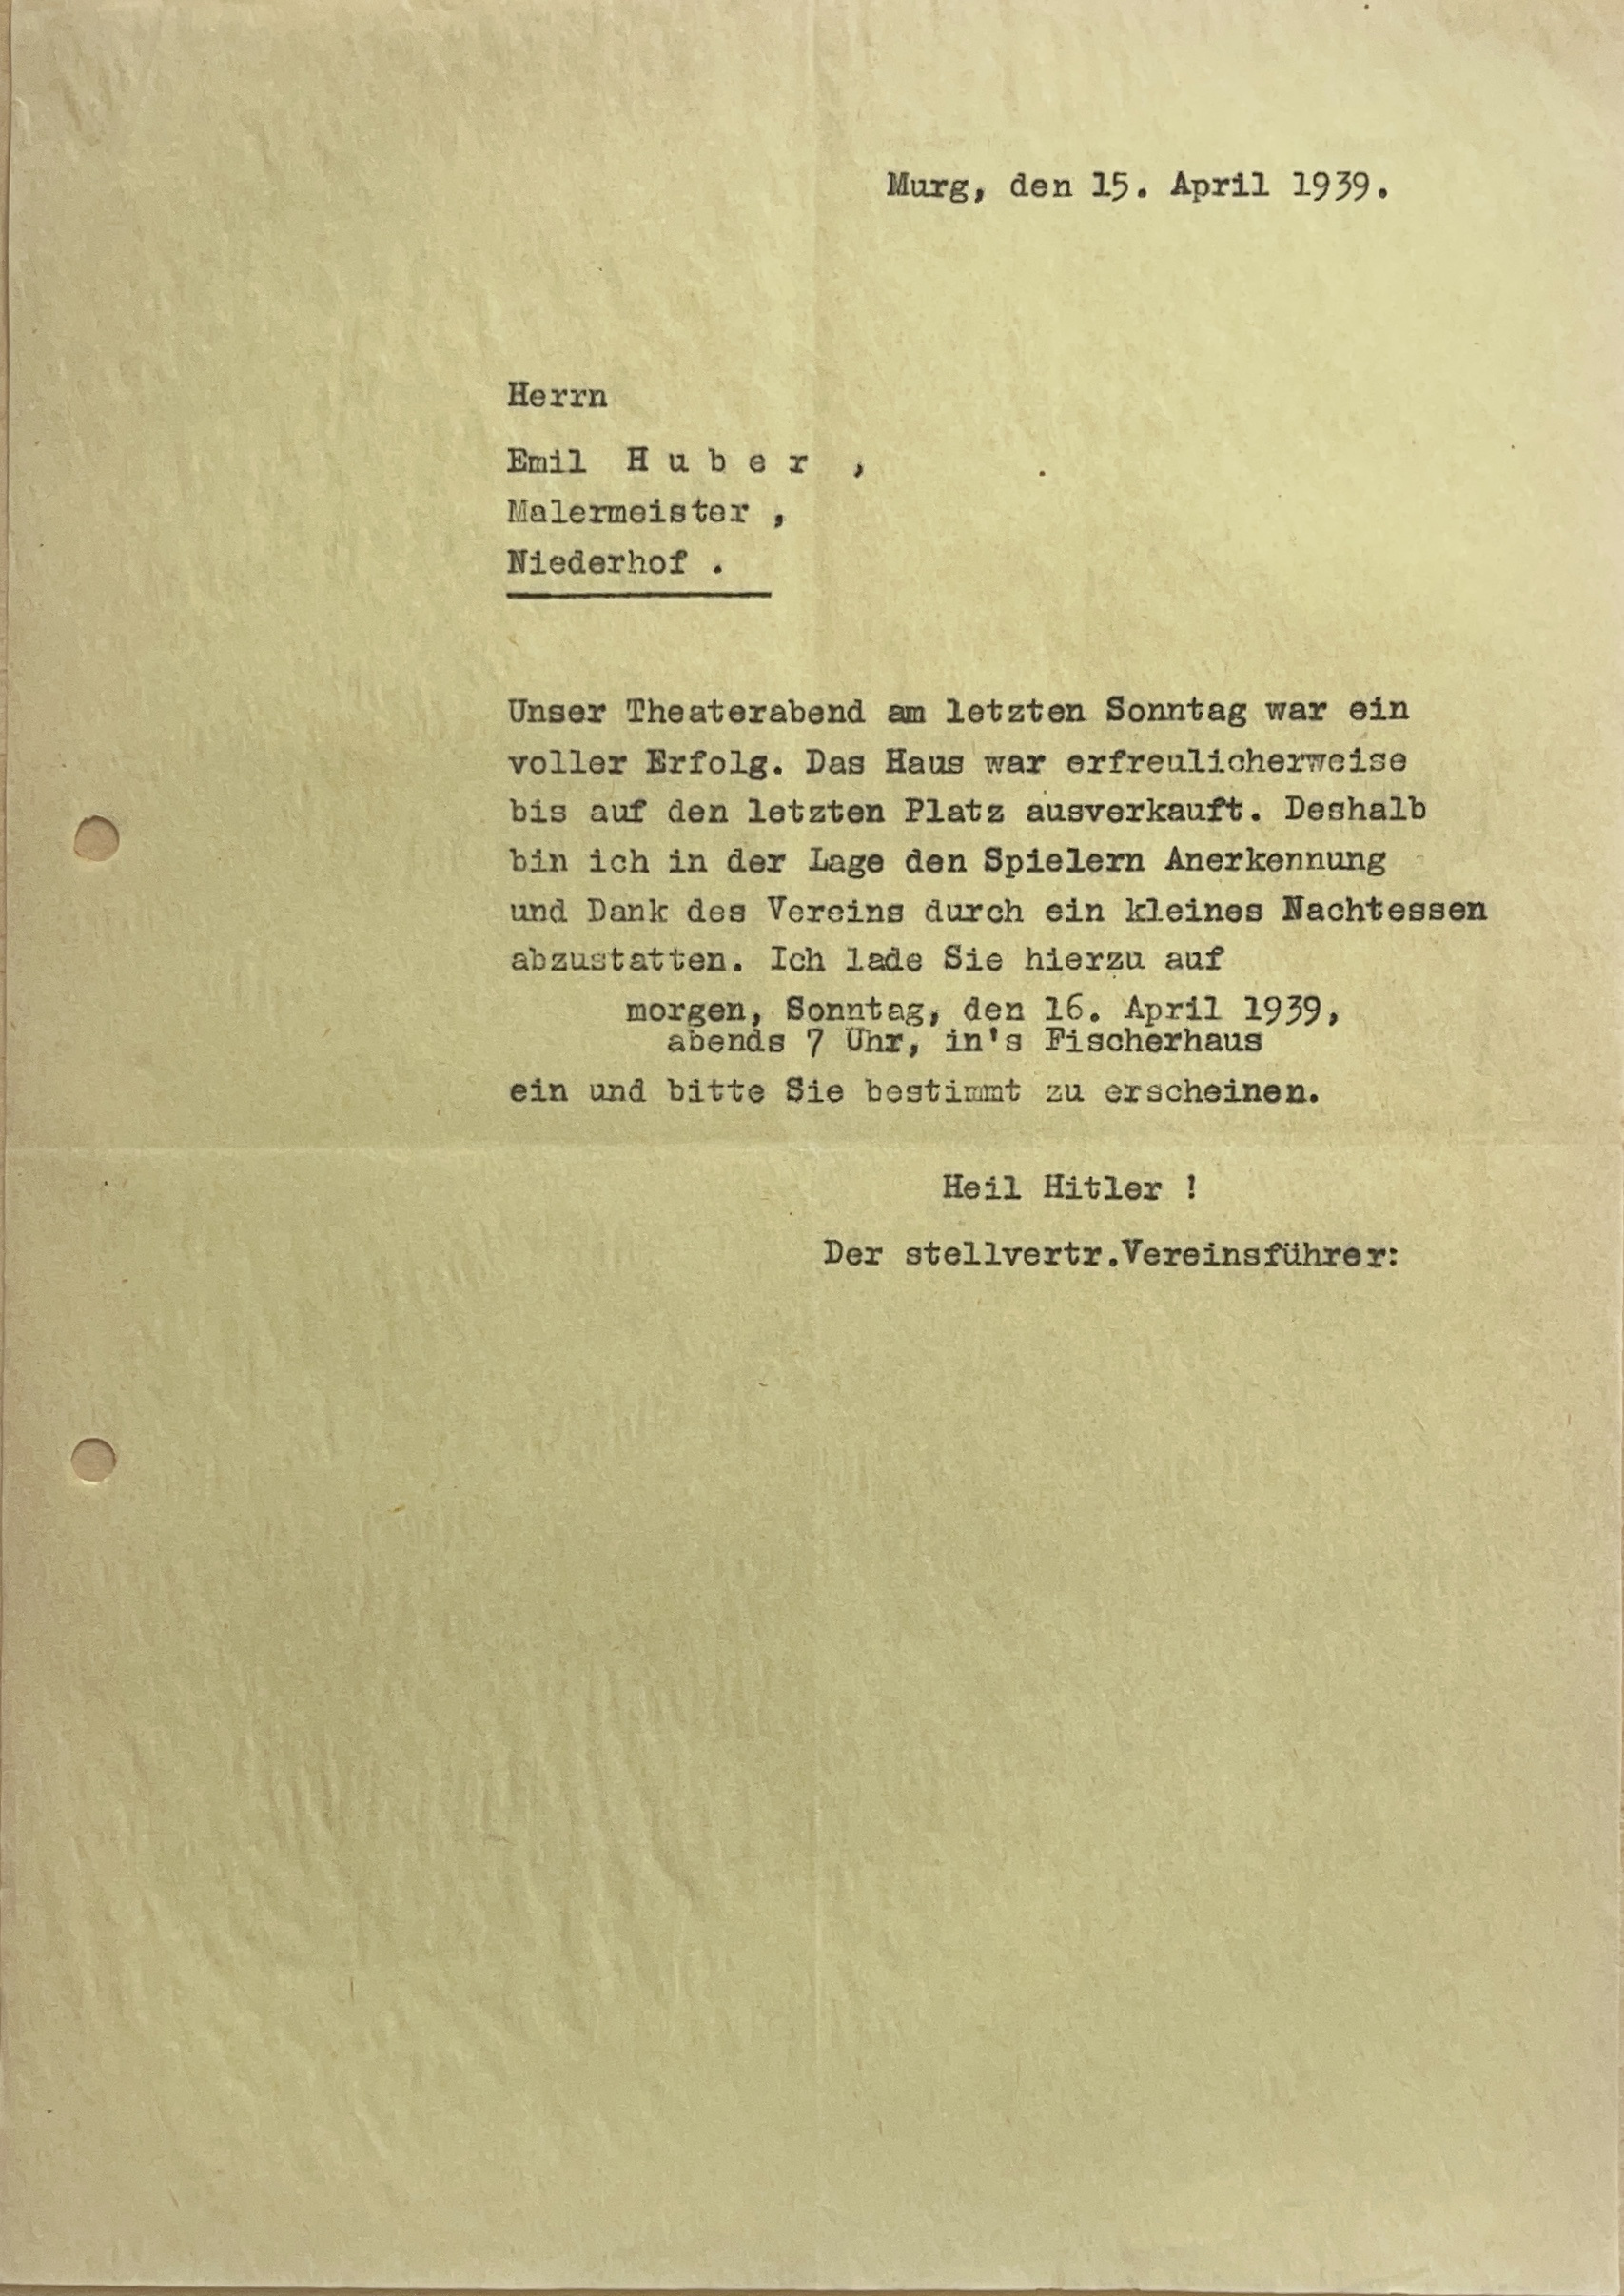 Murg, den 15. April 1939.
Herrn
Emil H u b e r ,
Malermeister ,
Niederhof .
Unser Theaterabend am letzten Sonntag war ein
voller Erfolg. Das Haus war erfreulicherweise
bis auf den letzten Platz ausverkauft. Deshalb
bin ich in der Lage den Spielern Anerkennung
und Dank des Vereins durch ein kleines Nachtessen
abzustatten. Ich lade Sie hierzu auf
morgen, Sonntag, den 16. April 1939,
abends 7 Uhr, in's Fischerhaus
ein und bitte Sie bestimmt zu erscheinen.
Heil Hitler !
Der stellvertr.Vereinsführer: